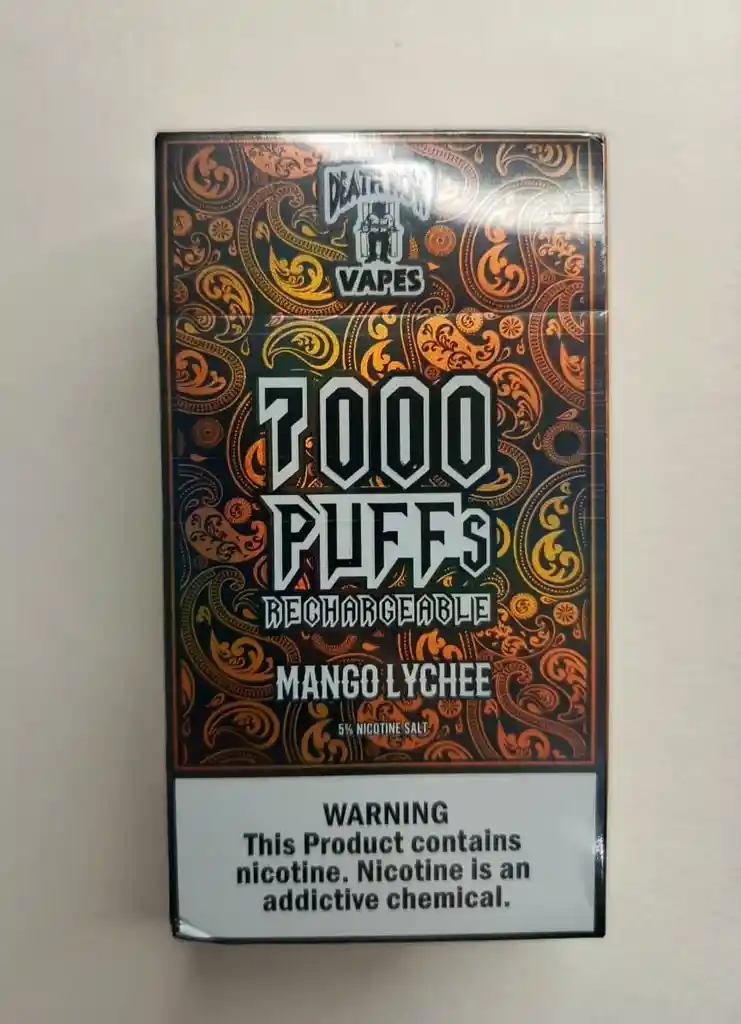 DEATH ROW
VAPES
7000
PUFFs
RECHARGEABLE
MANGO LYCHEE
5% NICOTINE SALT
WARNING
This Product contains
nicotine. Nicotine is an
addictive chemical.